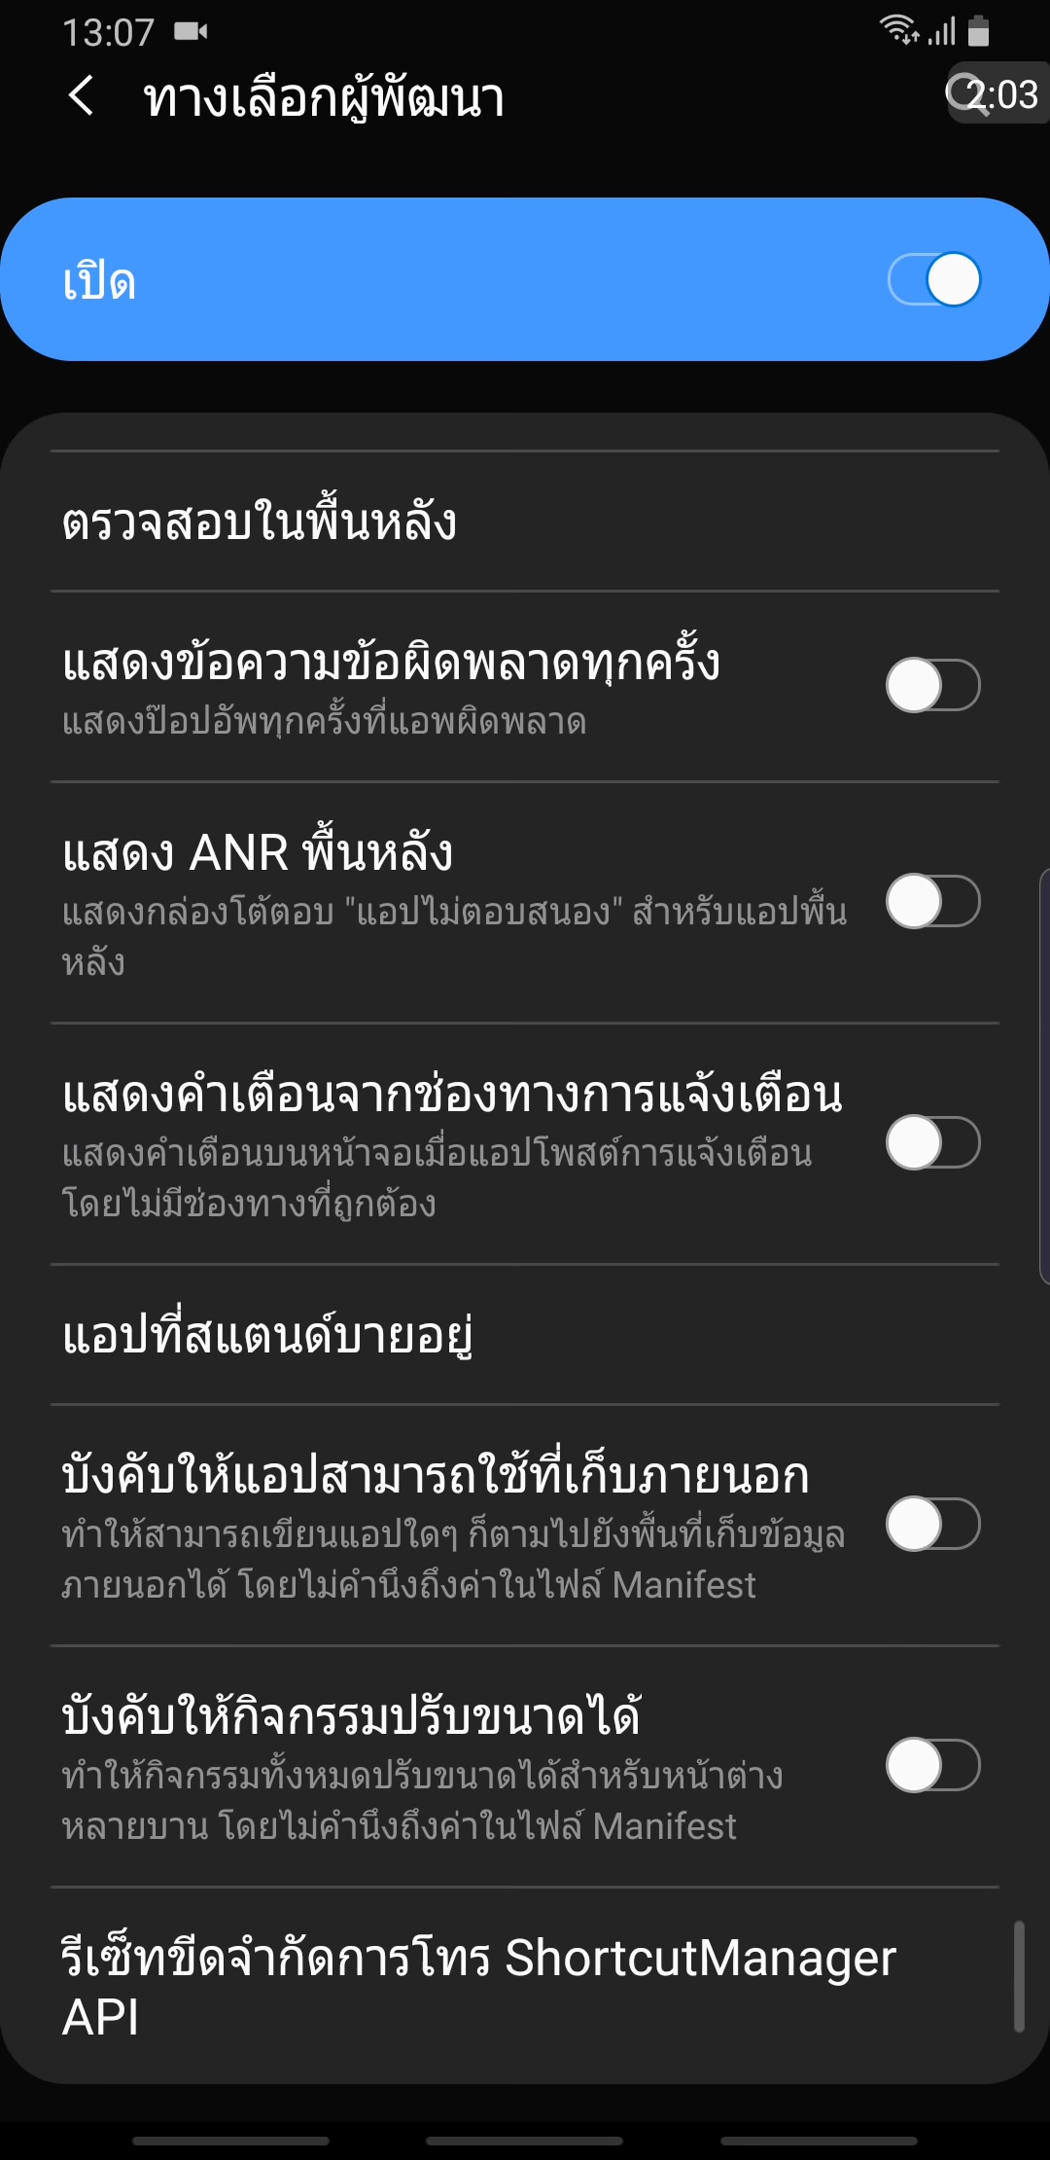 13:07
ทางเลือกผู้พัฒนา
2:03
เปิด
ตรวจสอบในพื้นหลัง
แสดงข้อความข้อผิดพลาดทุกครั้ง
แสดงป๊อปอัพทุกครั้งที่แอพผิดพลาด
แสดง ANR พื้นหลัง
แสดงกล่องโต้ตอบ "แอปไม่ตอบสนอง" สำหรับแอปพื้น
หลัง
แสดงคำเตือนจากช่องทางการแจ้งเตือน
แสดงคำเตือนบนหน้าจอเมื่อแอปโพสต์การแจ้งเตือน
โดยไม่มีช่องทางที่ถูกต้อง
แอปที่สแตนด์บายอยู่
บังคับให้แอปสามารถใช้ที่เก็บภายนอก
ทำให้สามารถเขียนแอปใดๆ ก็ตามไปยังพื้นที่เก็บข้อมูล
ภายนอกได้ โดยไม่คำนึงถึงค่าในไฟล์ Manifest
บังคับให้กิจกรรมปรับขนาดได้
ทำให้กิจกรรมทั้งหมดปรับขนาดได้สำหรับหน้าต่าง
หลายบาน โดยไม่คำนึงถึงค่าในไฟล์ Manifest
รีเซ็ทขีดจำกัดการโทร ShortcutManager
API